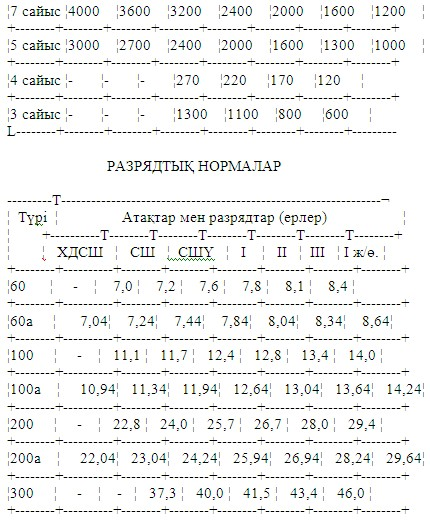 ¦7 сайыс ¦4000 ¦3600 ¦3200 ¦2400 ¦2000 ¦1600 ¦1200 ¦
+--------+-------+-------+-------+-------+-------+-------+--------+
¦5 сайыс ¦3000 ¦2700 ¦2400 ¦2000 ¦1600 ¦1300 ¦1000 ¦
+--------+-------+-------+-------+-------+-------+-------+--------+
¦4 сайыс ¦- ¦- ¦- ¦270 ¦220 ¦170 ¦120 ¦
+--------+-------+-------+-------+-------+-------+-------+--------+
¦3 сайыс ¦- ¦- ¦- ¦1300 ¦1100 ¦800 ¦600 ¦
L--------+-------+-------+-------+-------+-------+-------+---------
РАЗРЯДТЫҚ НОРМАЛАР
--------T--------------------------------------------------------¬
¦ Түрі ¦ Атақтар мен разрядтар (ерлер) ¦
¦ +--------T-------T-------T-------T-------T-------T--------+
¦ ¦ ХДСШ ¦ СШ ¦ СШҮ ¦ I ¦ II ¦ III ¦ I ж/ө. ¦
+-------+--------+-------+-------+-------+-------+-------+--------+
¦60 ¦ - ¦ 7,0 ¦ 7,2 ¦ 7,6 ¦ 7,8 ¦ 8,1 ¦ 8,4 ¦
+-------+--------+-------+-------+-------+-------+-------+--------+
¦60а ¦ 7,04¦ 7,24¦ 7,44¦ 7,84¦ 8,04¦ 8,34¦ 8,64¦
+-------+--------+-------+-------+-------+-------+-------+--------+
¦100 ¦ - ¦ 11,1 ¦ 11,7 ¦ 12,4 ¦ 12,8 ¦ 13,4 ¦ 14,0 ¦
+-------+--------+-------+-------+-------+-------+-------+--------+
¦100а ¦ 10,94¦ 11,34¦ 11,94¦ 12,64¦ 13,04¦ 13,64¦ 14,24¦
+-------+--------+-------+-------+-------+-------+-------+--------+
¦200 ¦ - ¦ 22,8 ¦ 24,0 ¦ 25,7 ¦ 26,7 ¦ 28,0 ¦ 29,4 ¦
+-------+--------+-------+-------+-------+-------+-------+--------+
¦200а ¦ 22,04¦ 23,04¦ 24,24¦ 25,94¦ 26,94¦ 28,24¦ 29,64¦
+-------+--------+-------+-------+-------+-------+-------+--------+
¦300 ¦ - ¦ - ¦ 37,3 ¦ 40,0 ¦ 41,5 ¦ 43,4 ¦ 46,0 ¦
+-------+--------+-------+-------+-------+-------+-------+--------+